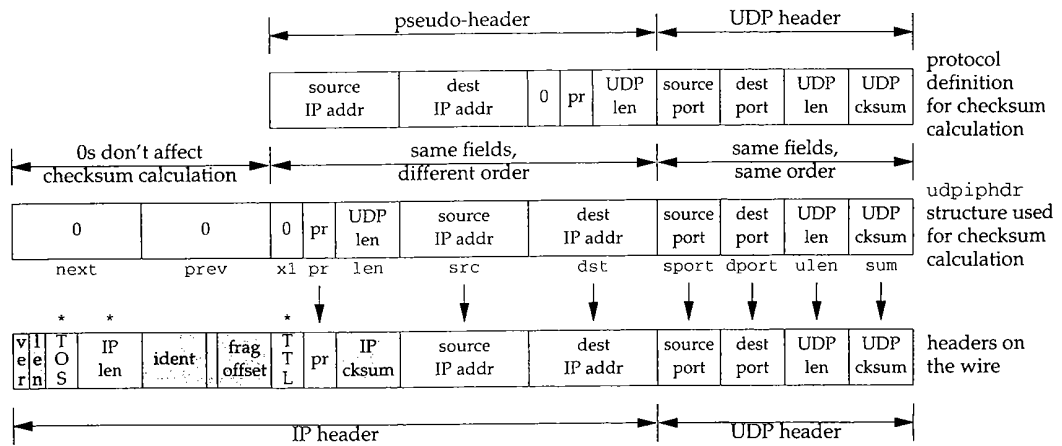 pseudo-header UDP header
source IP addr dest IP addr 0 pr UDP len source port dest port UDP len UDP cksum
protocol definition for checksum calculation
0s don't affect checksum calculation same fields, different order same fields, same order
0 0 0 pr UDP len source IP addr dest IP addr source port dest port UDP len UDP cksum
udpiphdr structure used for checksum calculation
next prev x1 pr len src dst sport dport ulen sum
* * *
ver len TOS IP len ident frag offset TTL pr IP cksum source IP addr dest IP addr source port dest port UDP len UDP cksum
headers on the wire
IP header UDP header